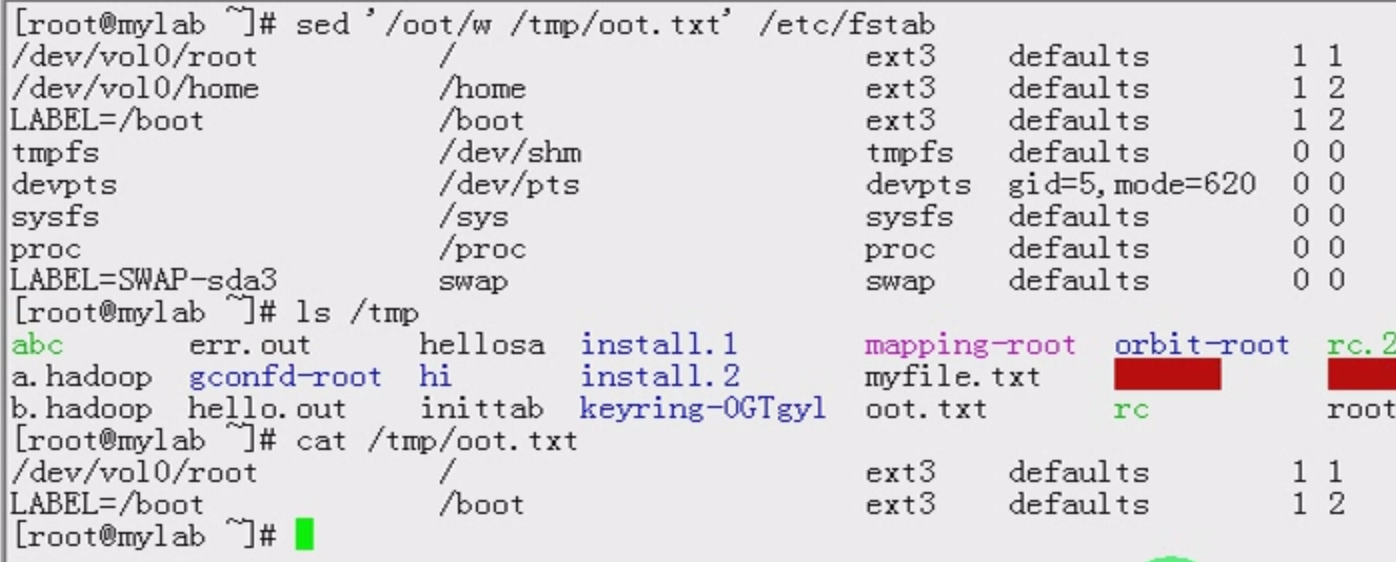 [root@mylab ~]# sed '/oot/w /tmp/oot.txt' /etc/fstab
/dev/vol0/root          /                       ext3    defaults        1 1
/dev/vol0/home          /home                   ext3    defaults        1 2
LABEL=/boot             /boot                   ext3    defaults        1 2
tmpfs                   /dev/shm                tmpfs   defaults        0 0
devpts                  /dev/pts                devpts  gid=5,mode=620  0 0
sysfs                   /sys                    sysfs   defaults        0 0
proc                    /proc                   proc    defaults        0 0
LABEL=SWAP-sda3         swap                    swap    defaults        0 0
[root@mylab ~]# ls /tmp
abc       err.out      hellosa  install.1       mapping-root  orbit-root  rc.2
a.hadoop  gconfd-root  hi       install.2       myfile.txt
b.hadoop  hello.out    inittab  keyring-OGTgyl  oot.txt       rc          root
[root@mylab ~]# cat /tmp/oot.txt
/dev/vol0/root          /                       ext3    defaults        1 1
LABEL=/boot             /boot                   ext3    defaults        1 2
[root@mylab ~]#